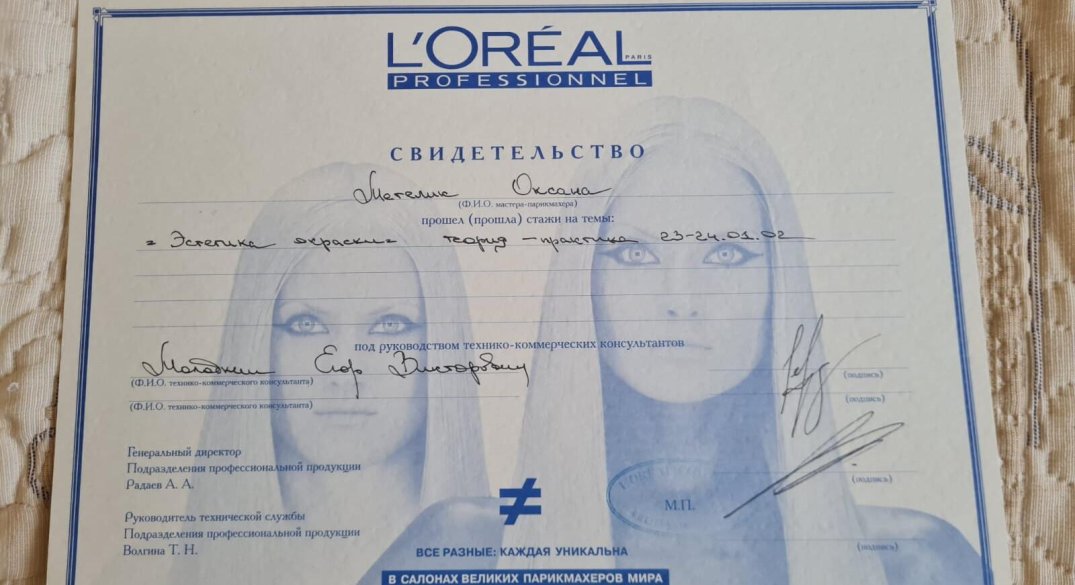 L'ORÉAL
PARIS
PROFESSIONNEL
СВИДЕТЕЛЬСТВО
Метелик Оксана
(Ф.И.О. мастера-парикмахера)
прошел (прошла) стажи на темы:
"Эстетика окраски" теория - практика 23-24.01.02
под руководством технико-коммерческих консультантов
Егор Викторович
(Ф.И.О. технико-коммерческого консультанта)
(подпись)
(Ф.И.О. технико-коммерческого консультанта)
(подпись)
Генеральный директор
Подразделения профессиональной продукции
Радаев А. А.
(подпись)
М.П.
Руководитель технической службы
Подразделения профессиональной продукции
Волгина Т. Н.
(подпись)
≠
ВСЕ РАЗНЫЕ: КАЖДАЯ УНИКАЛЬНА
В САЛОНАХ ВЕЛИКИХ ПАРИКМАХЕРОВ МИРА